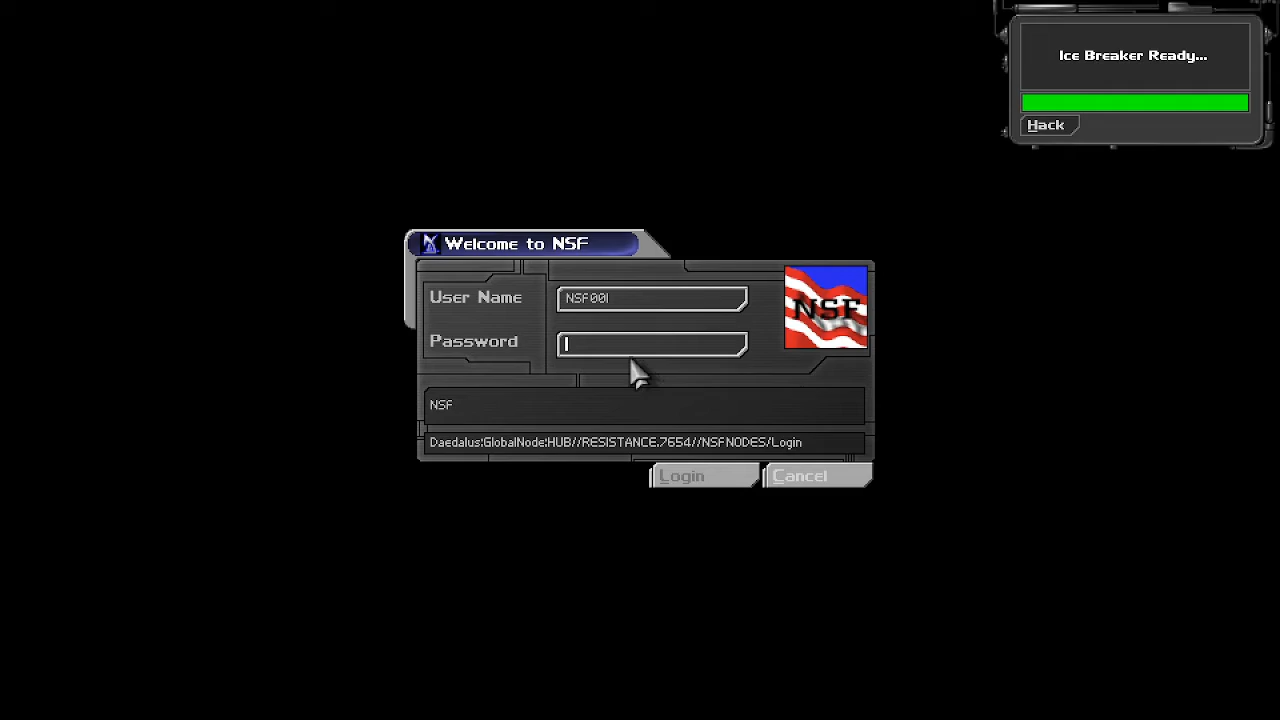 Ice Breaker Ready...
Hack
Welcome to NSF
User Name
NSF001
NSF
Password
NSF
Daedalus:GlobalNode:HUB//RESISTANCE.7654//NSFNODES/Login
Login
Cancel